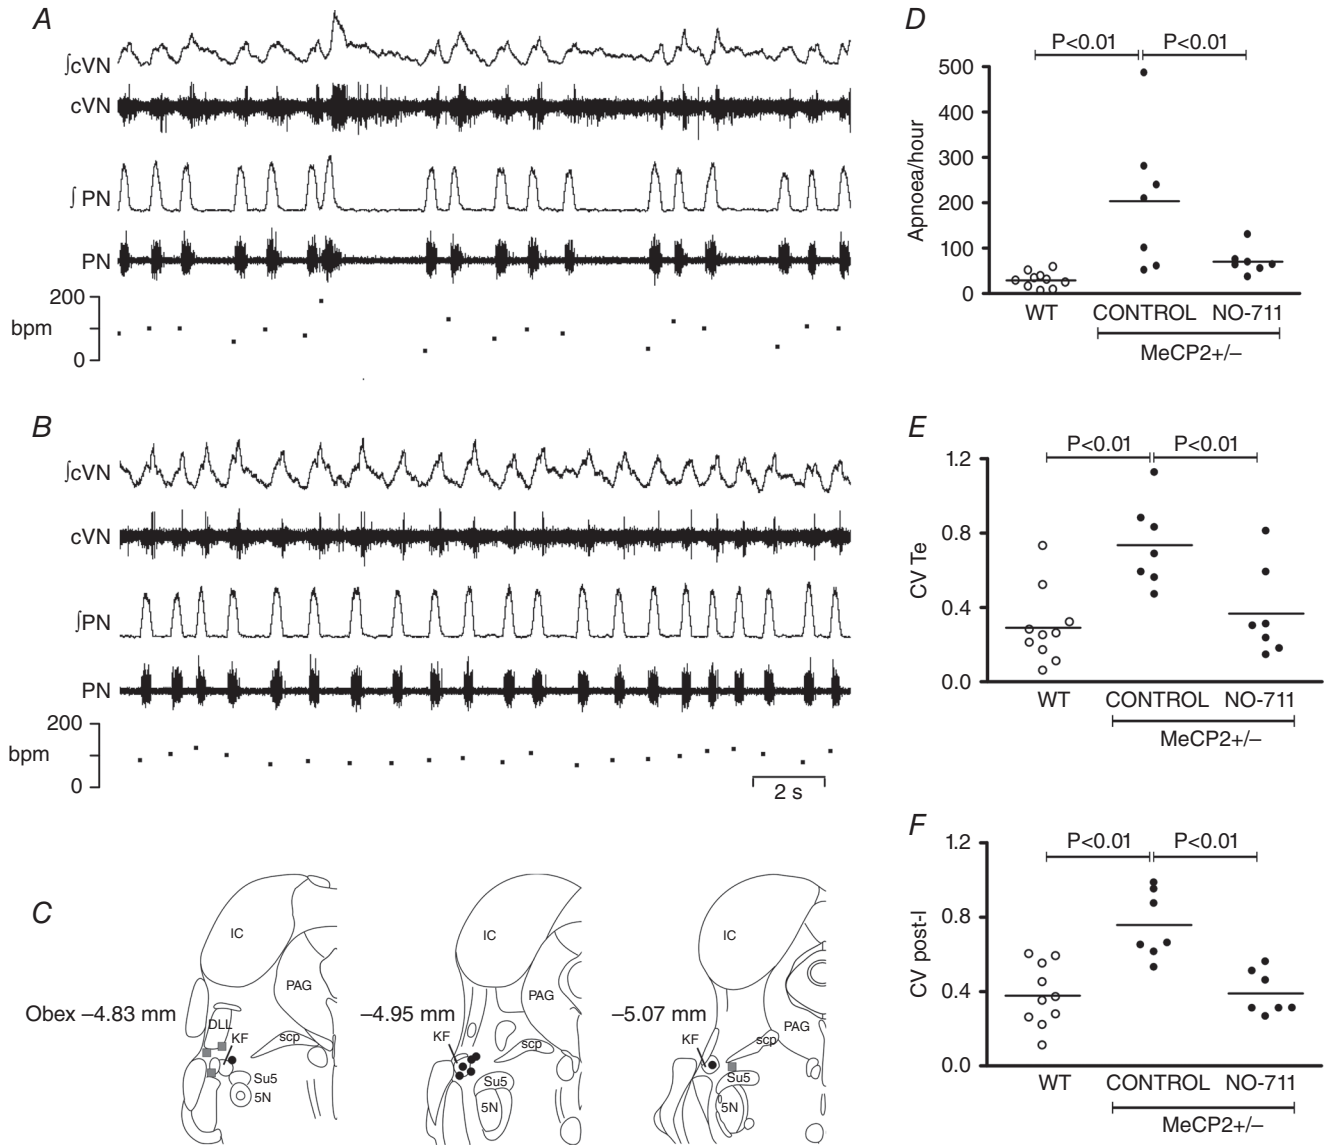 A
∫cVN
cVN
∫ PN
PN
200
bpm
0
B
∫cVN
cVN
∫PN
PN
200
bpm
0
2 s
C
IC
PAG
Obex –4.83 mm
DLL
KF
scp
Su5
5N
IC
PAG
–4.95 mm
KF
scp
Su5
5N
IC
PAG
–5.07 mm
KF
scp
Su5
5N
D
P<0.01 P<0.01
500
400
300
200
100
0
Apnoea/hour
WT CONTROL NO-711
MeCP2+/–
E
P<0.01 P<0.01
1.2
0.8
0.4
0.0
CV Te
WT CONTROL NO-711
MeCP2+/–
F
P<0.01 P<0.01
1.2
0.8
0.4
0.0
CV post-I
WT CONTROL NO-711
MeCP2+/–